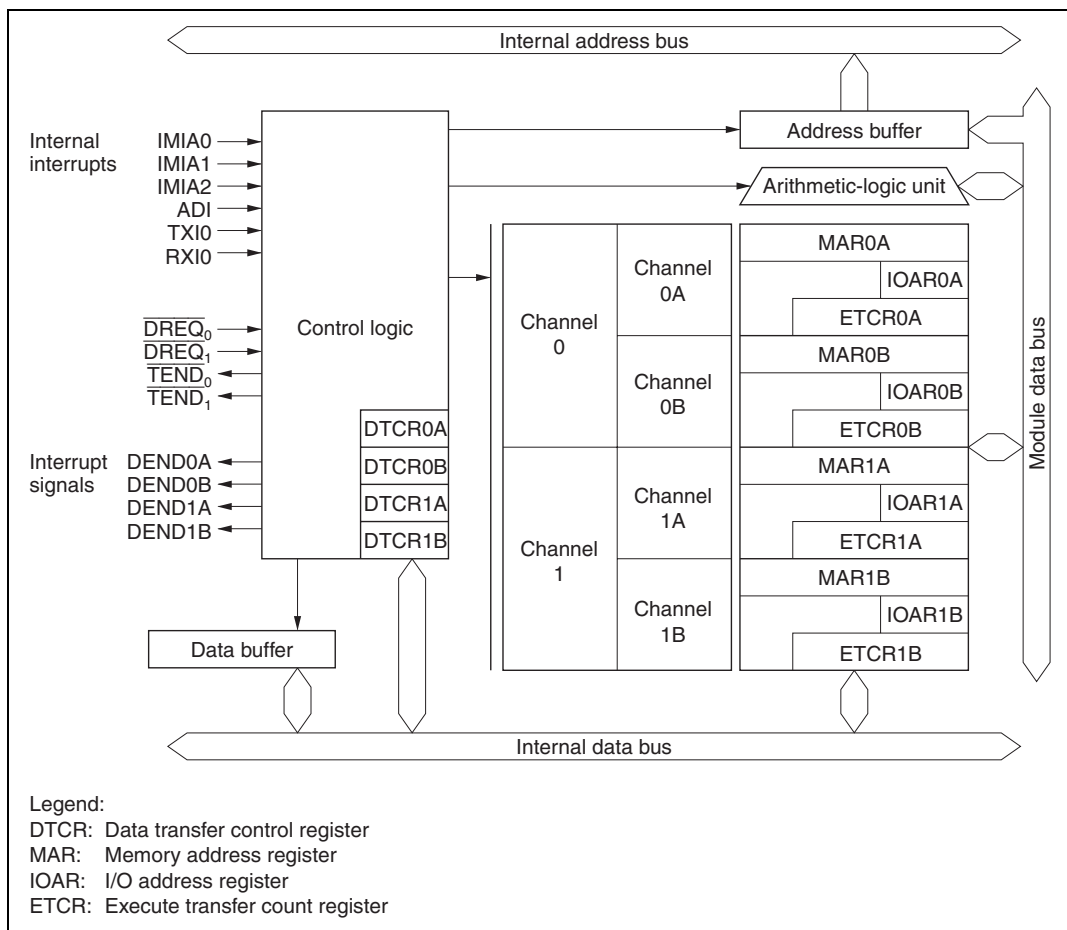 Internal address bus
Address buffer
Arithmetic-logic unit
Internal
interrupts
IMIA0
IMIA1
IMIA2
ADI
TXI0
RXI0
DREQ0
DREQ1
TEND0
TEND1
Interrupt
signals
DEND0A
DEND0B
DEND1A
DEND1B
Control logic
DTCR0A
DTCR0B
DTCR1A
DTCR1B
Channel
0
Channel
1
Channel
0A
Channel
0B
Channel
1A
Channel
1B
MAR0A
IOAR0A
ETCR0A
MAR0B
IOAR0B
ETCR0B
MAR1A
IOAR1A
ETCR1A
MAR1B
IOAR1B
ETCR1B
Module data bus
Data buffer
Internal data bus
Legend:
DTCR: Data transfer control register
MAR: Memory address register
IOAR: I/O address register
ETCR: Execute transfer count register